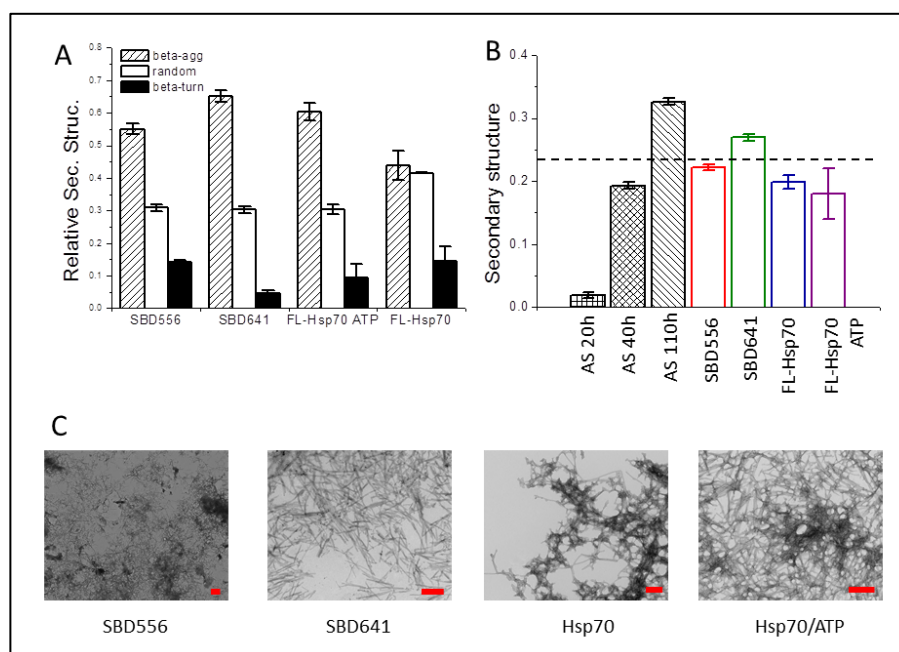 A
B
beta-agg
random
beta-turn
0.8
0.7
0.6
0.5
0.4
0.3
0.2
0.1
0.0
Relative Sec. Struc.
SBD556 SBD641 FL-Hsp70 ATP FL-Hsp70
0.4
0.3
0.2
0.1
0.0
Secondary structure
AS 20h
AS 40h
AS 110h
SBD556
SBD641
FL-Hsp70
FL-Hsp70
ATP
C
SBD556 SBD641 Hsp70 Hsp70/ATP